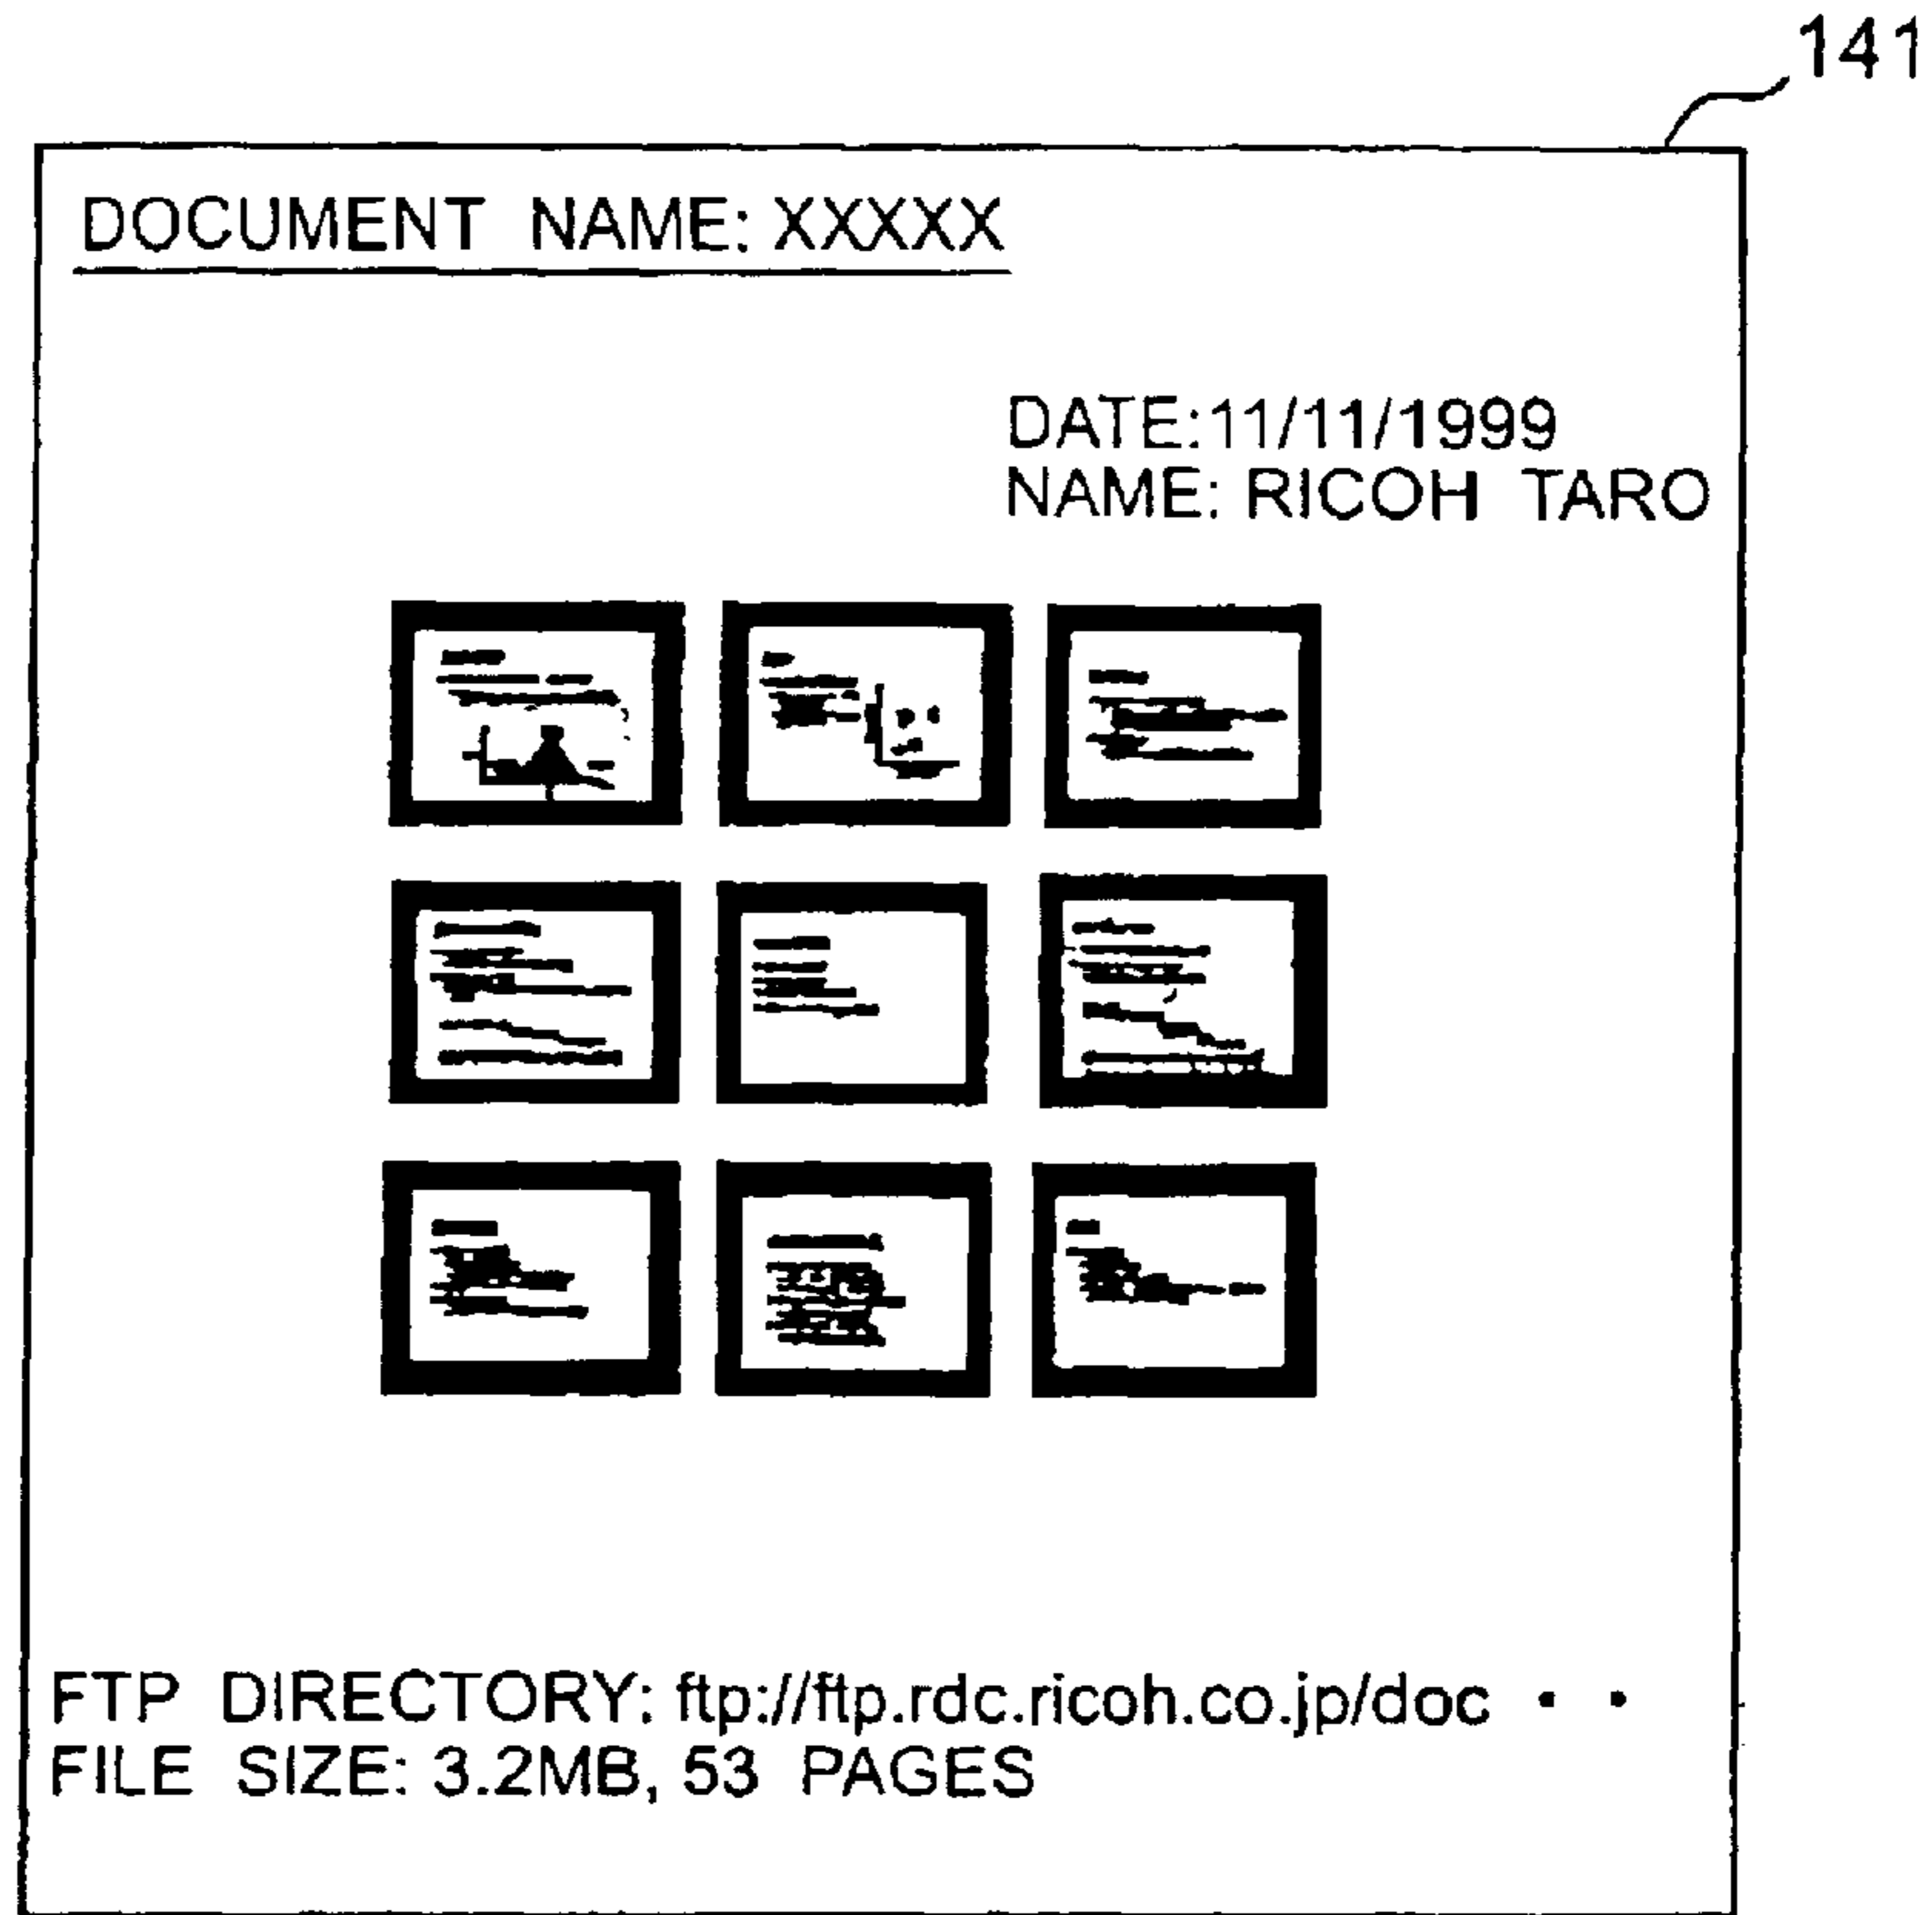 141
DOCUMENT NAME: XXXXX
DATE:11/11/1999
NAME: RICOH TARO
FTP DIRECTORY: ftp://ftp.rdc.ricoh.co.jp/doc • •
FILE SIZE: 3.2MB, 53 PAGES